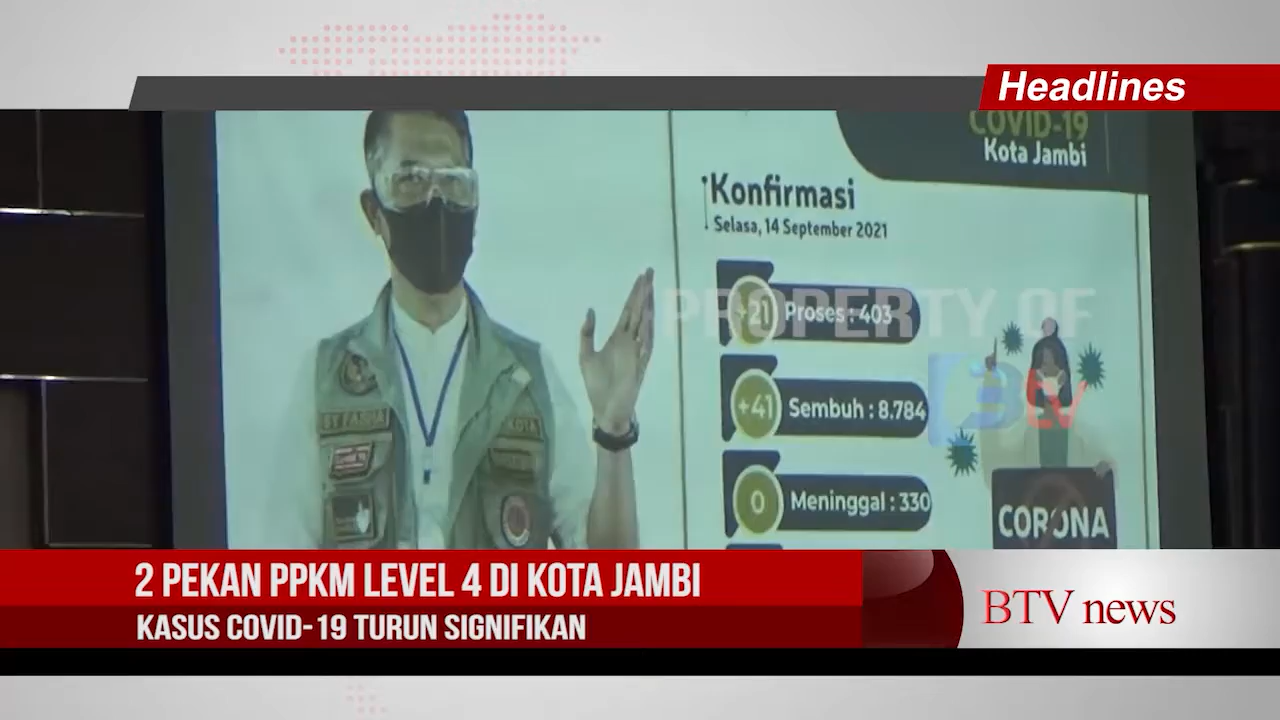 Headlines
COVID-19
Kota Jambi
Konfirmasi
Selasa, 14 September 2021
PROPERTY OF
+21 Proses : 403
Btv
+41 Sembuh : 8.784
0 Meninggal : 330
CORONA
2 PEKAN PPKM LEVEL 4 DI KOTA JAMBI
KASUS COVID-19 TURUN SIGNIFIKAN
BTV news